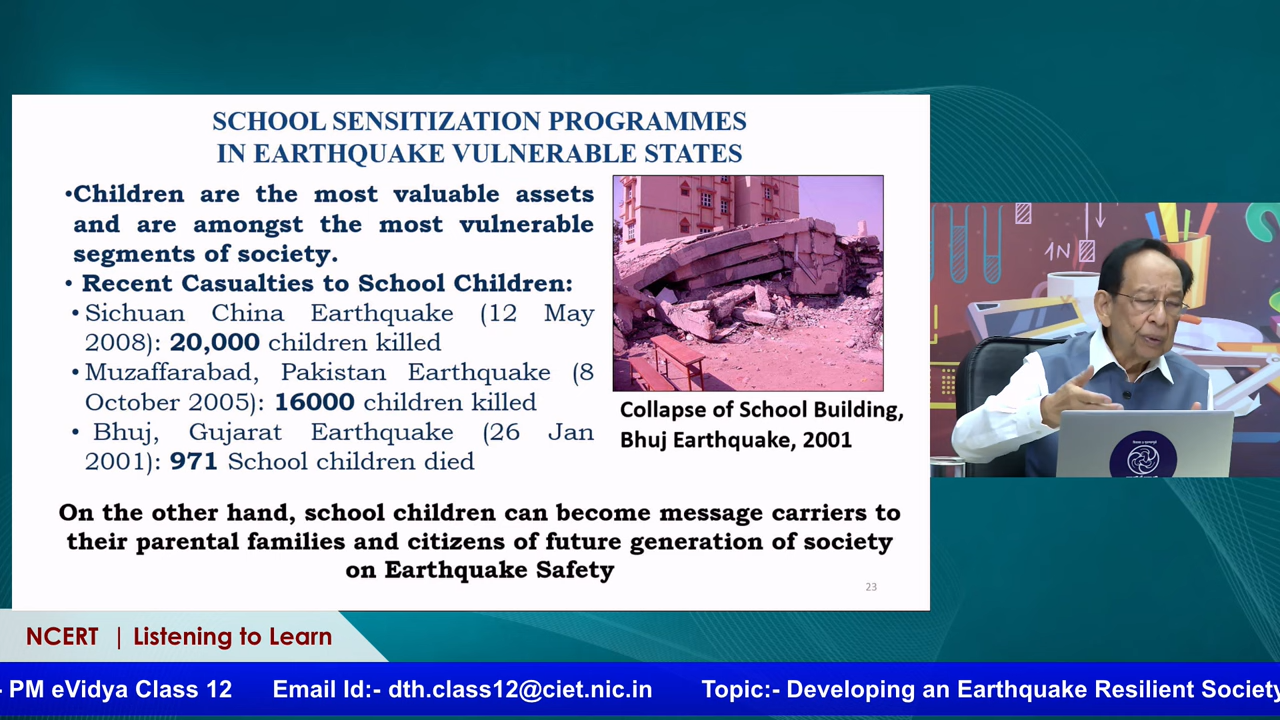 SCHOOL SENSITIZATION PROGRAMMES
IN EARTHQUAKE VULNERABLE STATES
•Children are the most valuable assets
and are amongst the most vulnerable
segments of society.
• Recent Casualties to School Children:
• Sichuan China Earthquake (12 May
2008): 20,000 children killed
• Muzaffarabad, Pakistan Earthquake (8
October 2005): 16000 children killed
• Bhuj, Gujarat Earthquake (26 Jan
2001): 971 School children died
Collapse of School Building,
Bhuj Earthquake, 2001
On the other hand, school children can become message carriers to
their parental families and citizens of future generation of society
on Earthquake Safety
23
IN
NCERT | Listening to Learn
- PM eVidya Class 12 Email Id:- dth.class12@ciet.nic.in Topic:- Developing an Earthquake Resilient Society